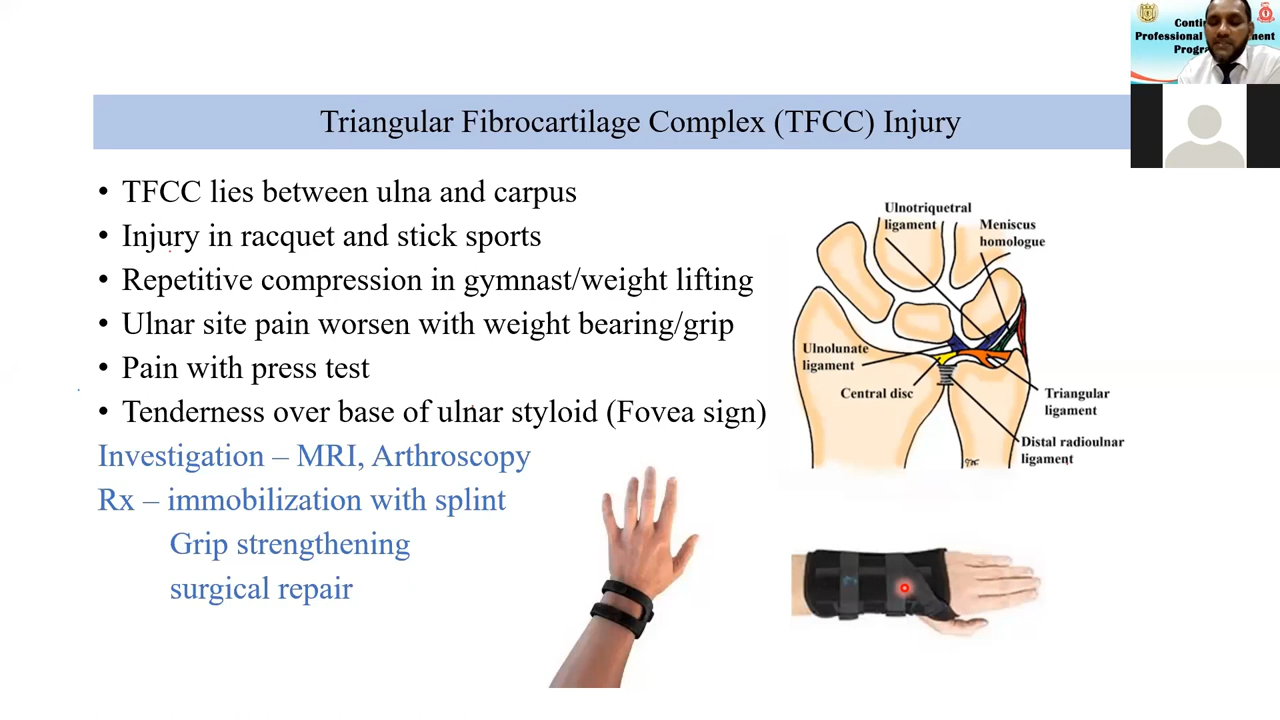 Triangular Fibrocartilage Complex (TFCC) Injury
• TFCC lies between ulna and carpus
• Injury in racquet and stick sports
• Repetitive compression in gymnast/weight lifting
• Ulnar site pain worsen with weight bearing/grip
• Pain with press test
• Tenderness over base of ulnar styloid (Fovea sign)
Investigation – MRI, Arthroscopy
Rx – immobilization with splint
Grip strengthening
surgical repair
Ulnotriquetral
ligament
Meniscus
homologue
Ulnolunate
ligament
Central disc
Triangular
ligament
Distal radioulnar
ligament
Professional